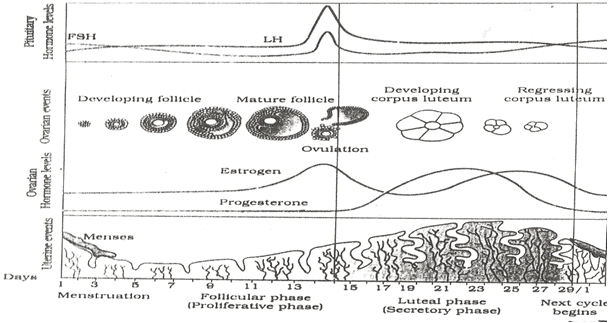 Pituitary
Hormone levels
FSH
LH
Ovarian events
Developing follicle
Mature follicle
Ovulation
Developing
corpus luteum
Regressing
corpus luteum
Ovarian
Hormone levels
Estrogen
Progesterone
Uterine events
Menses
Days
1 3 5 7 9 11 13 15 17 19 21 23 25 27 29/1
Menstruation
Follicular phase
(Proliferative phase)
Luteal phase
(Secretory phase)
Next cycle
begins